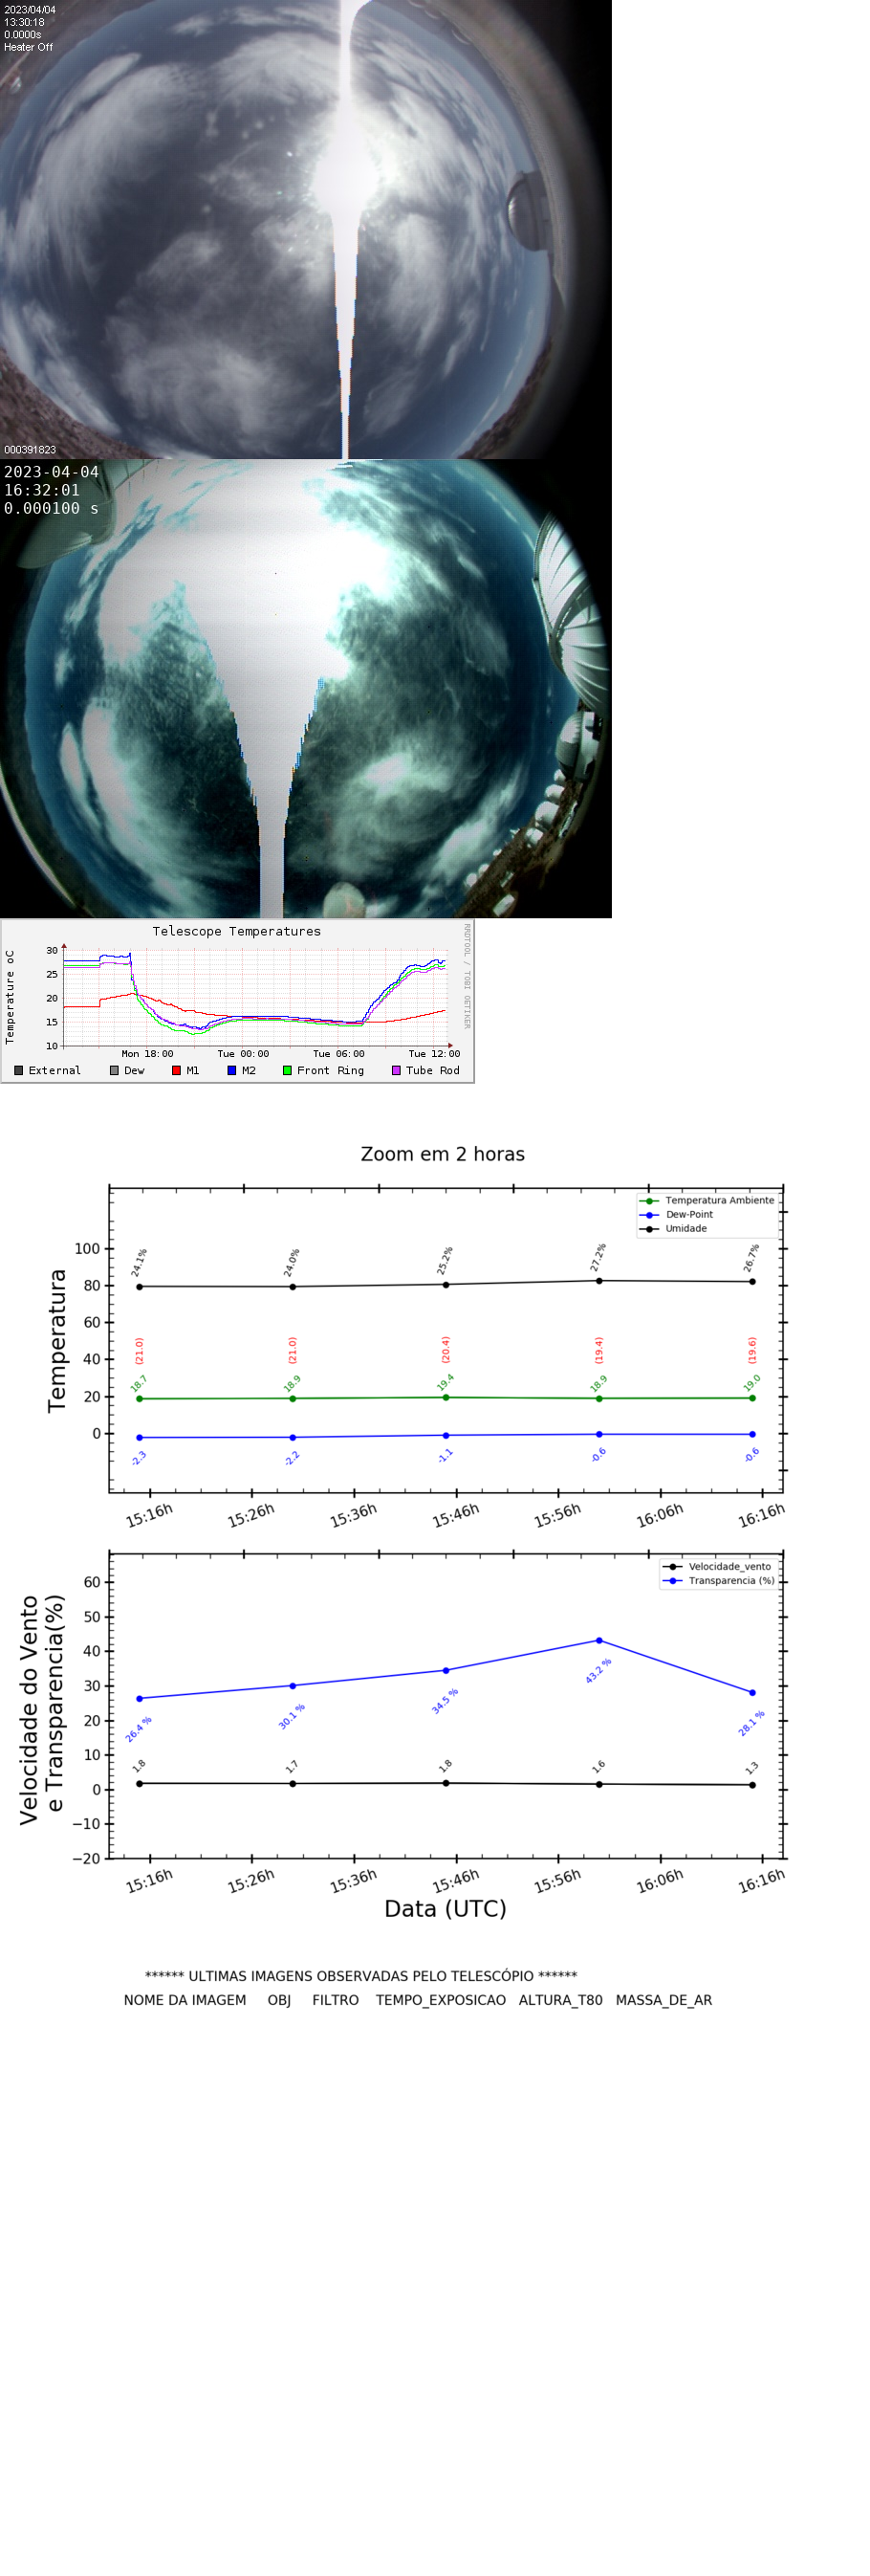 2023/04/04
13:30:18
0.0000s
Heater Off
000391823
2023-04-04
16:32:01
0.000100 s
Telescope Temperatures
RRDTOOL / TOBI OETIKER
Temperature oC
30
25
20
15
10
Mon 18:00 Tue 00:00 Tue 06:00 Tue 12:00
External Dew M1 M2 Front Ring Tube Rod
Zoom em 2 horas
Temperatura Ambiente
Dew-Point
Umidade
Temperatura
100
80
60
40
20
0
24.1% 24.0% 25.2% 27.2% 26.7%
(21.0) (21.0) (20.4) (19.4) (19.6)
18.7 18.9 19.4 18.9 19.0
-2.3 -2.2 -1.1 -0.6 -0.6
15:16h 15:26h 15:36h 15:46h 15:56h 16:06h 16:16h
Velocidade_vento
Transparencia (%)
Velocidade do Vento
e Transparencia(%)
60
50
40
30
20
10
0
−10
−20
26.4 % 30.1 % 34.5 % 43.2 % 28.1 %
1.8 1.7 1.8 1.6 1.3
15:16h 15:26h 15:36h 15:46h 15:56h 16:06h 16:16h
Data (UTC)
****** ULTIMAS IMAGENS OBSERVADAS PELO TELESCÓPIO ******
NOME DA IMAGEM OBJ FILTRO TEMPO_EXPOSICAO ALTURA_T80 MASSA_DE_AR